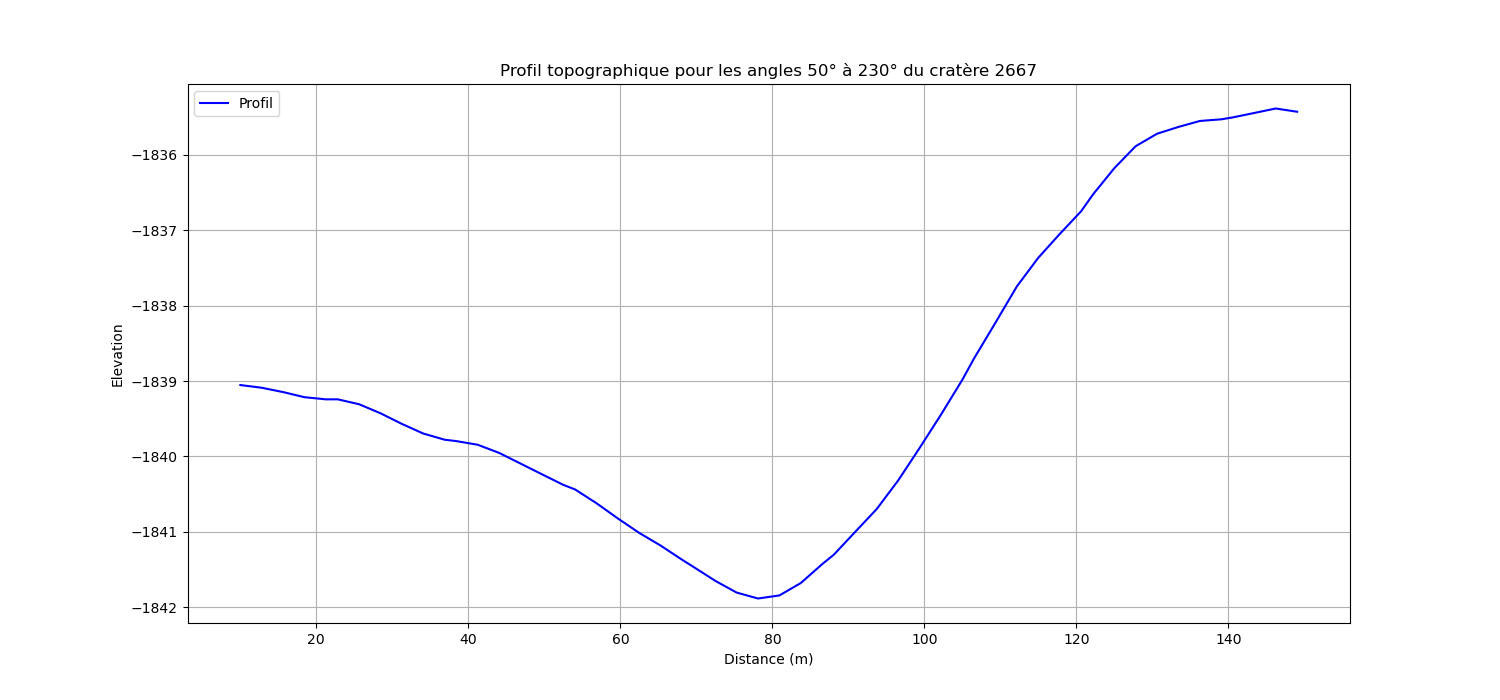 Profil topographique pour les angles 50° à 230° du cratère 2667
Profil
−1836
−1837
−1838
−1839
−1840
−1841
−1842
Elevation
20 40 60 80 100 120 140
Distance (m)